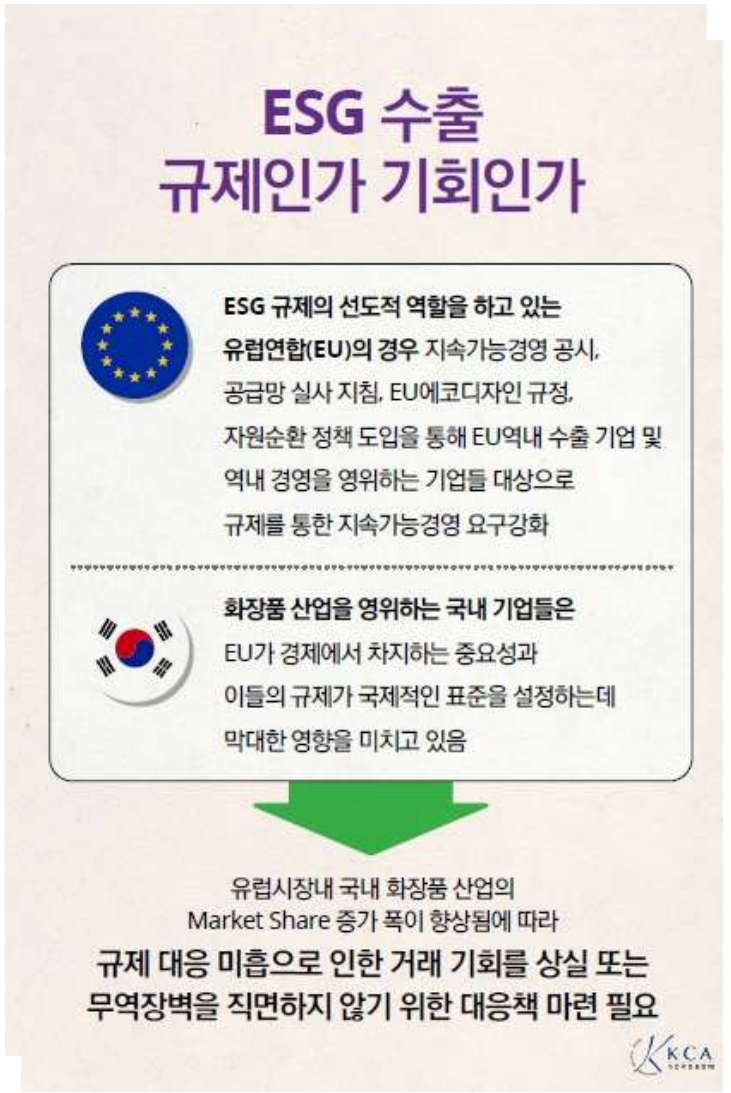 ESG 수출
규제인가 기회인가
ESG 규제의 선도적 역할을 하고 있는
유럽연합(EU)의 경우 지속가능경영 공시,
공급망 실사 지침, EU에코디자인 규정,
자원순환 정책 도입을 통해 EU역내 수출 기업 및
역내 경영을 영위하는 기업들 대상으로
규제를 통한 지속가능경영 요구강화
화장품 산업을 영위하는 국내 기업들은
EU가 경제에서 차지하는 중요성과
이들의 규제가 국제적인 표준을 설정하는데
막대한 영향을 미치고 있음
유럽시장내 국내 화장품 산업의
Market Share 증가 폭이 향상됨에 따라
규제 대응 미흡으로 인한 거래 기회를 상실 또는
무역장벽을 직면하지 않기 위한 대응책 마련 필요
KCA